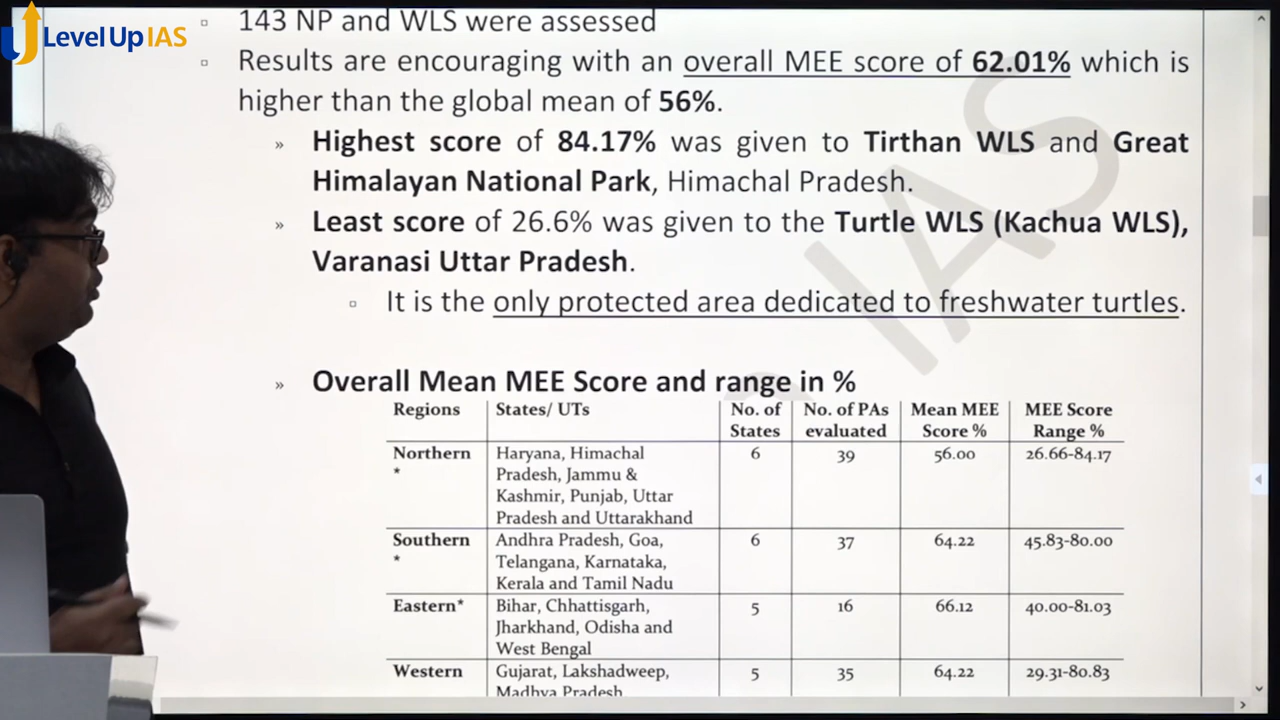 Level Up IAS
143 NP and WLS were assessed
Results are encouraging with an overall MEE score of 62.01% which is
higher than the global mean of 56%.
» Highest score of 84.17% was given to Tirthan WLS and Great
Himalayan National Park, Himachal Pradesh.
» Least score of 26.6% was given to the Turtle WLS (Kachua WLS),
Varanasi Uttar Pradesh.
It is the only protected area dedicated to freshwater turtles.
IAS
» Overall Mean MEE Score and range in %
Regions States/ UTs No. of States No. of PAs evaluated Mean MEE Score % MEE Score Range %
Northern * Haryana, Himachal 6 39 56.00 26.66-84.17
Pradesh, Jammu &
Kashmir, Punjab, Uttar
Pradesh and Uttarakhand
Southern * Andhra Pradesh, Goa, 6 37 64.22 45.83-80.00
Telangana, Karnataka,
Kerala and Tamil Nadu
Eastern* Bihar, Chhattisgarh, 5 16 66.12 40.00-81.03
Jharkhand, Odisha and
West Bengal
Western Gujarat, Lakshadweep, 5 35 64.22 29.31-80.83
Madhya Pradesh